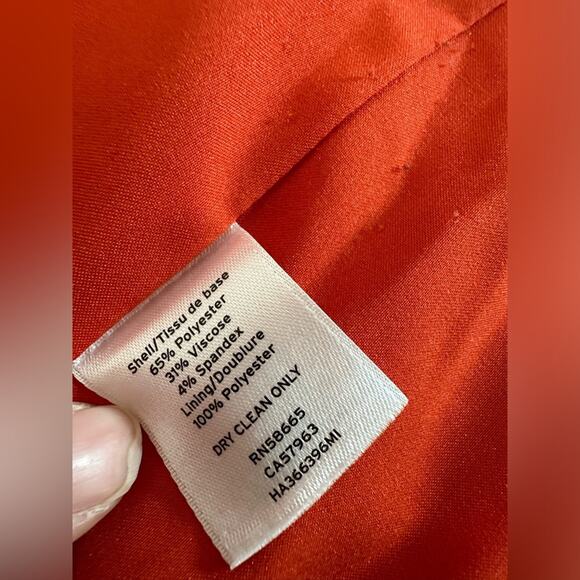 Shell/Tissu de base
65% Polyester
31% Viscose
4% Spandex
Lining/Doublure
100% Polyester
DRY CLEAN ONLY
RN58665
CA57963
HA366396MI